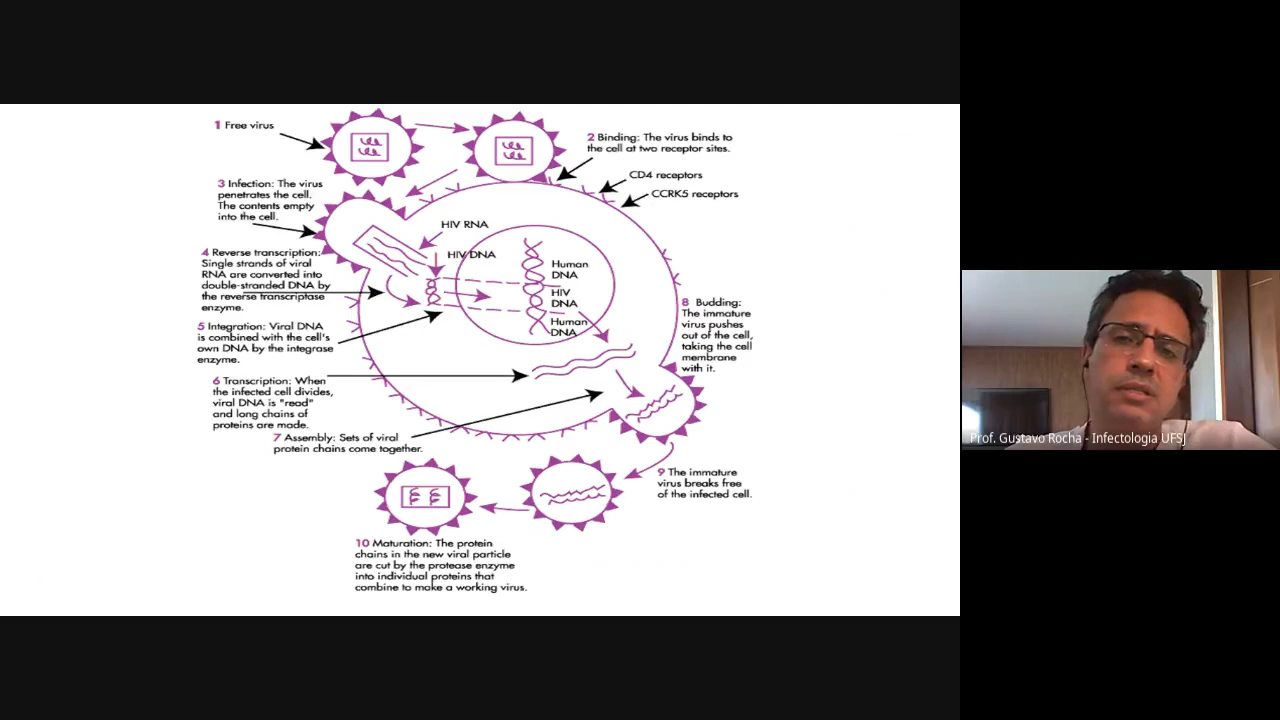 1 Free virus
2 Binding: The virus binds to
the cell at two receptor sites.
CD4 receptors
CCRK5 receptors
3 Infection: The virus
penetrates the cell.
The contents empty
into the cell.
HIV RNA
HIV DNA
4 Reverse transcription:
Single strands of viral
RNA are converted into
double-stranded DNA by
the reverse transcriptase
enzyme.
Human
DNA
HIV
DNA
Human
DNA
5 Integration: Viral DNA
is combined with the cell's
own DNA by the integrase
enzyme.
6 Transcription: When
the infected cell divides,
viral DNA is "read"
and long chains of
proteins are made.
7 Assembly: Sets of viral
protein chains come together.
8 Budding:
The immature
virus pushes
out of the cell,
taking the cell
membrane
with it.
9 The immature
virus breaks free
of the infected cell.
10 Maturation: The protein
chains in the new viral particle
are cut by the protease enzyme
into individual proteins that
combine to make a working virus.
Prof. Gustavo Rocha - Infectologia UFSJ